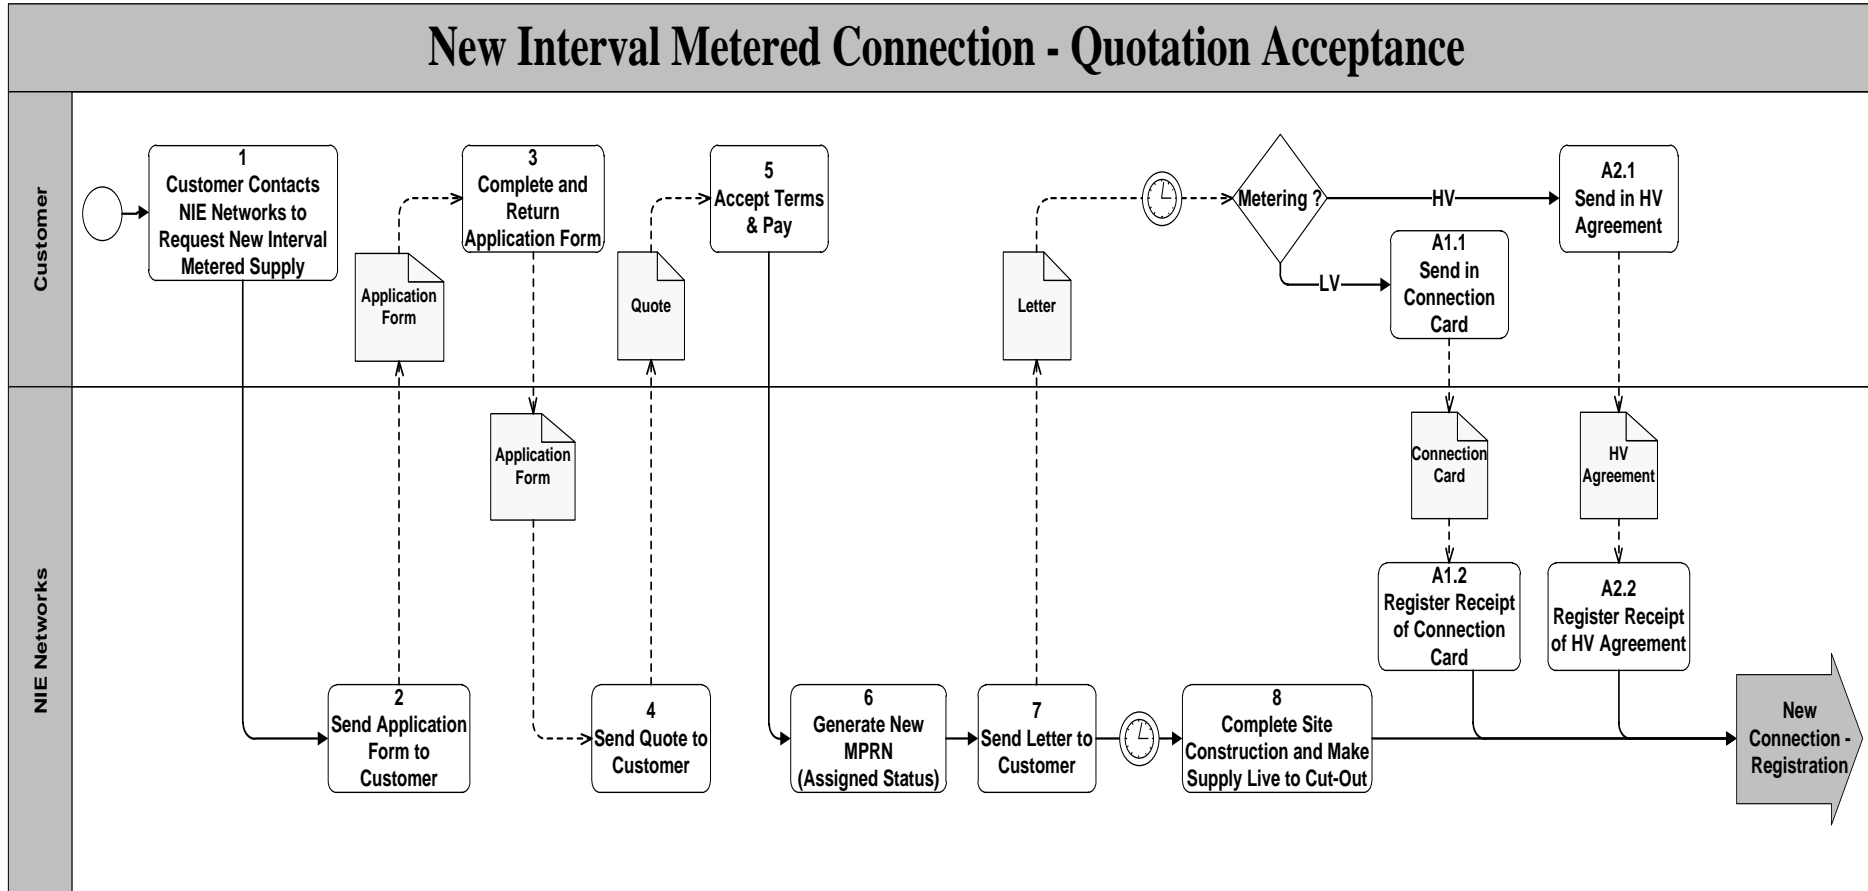 New Interval Metered Connection - Quotation Acceptance
Customer
1
Customer Contacts
NIE Networks to
Request New Interval
Metered Supply
Application
Form
3
Complete and
Return
Application Form
Quote
5
Accept Terms
& Pay
Letter
Metering ?
HV
LV
A1.1
Send in
Connection
Card
A2.1
Send in HV
Agreement
NIE Networks
2
Send Application
Form to
Customer
Application
Form
4
Send Quote to
Customer
6
Generate New
MPRN
(Assigned Status)
7
Send Letter to
Customer
8
Complete Site
Construction and Make
Supply Live to Cut-Out
Connection
Card
A1.2
Register Receipt
of Connection
Card
HV
Agreement
A2.2
Register Receipt
of HV Agreement
New
Connection -
Registration